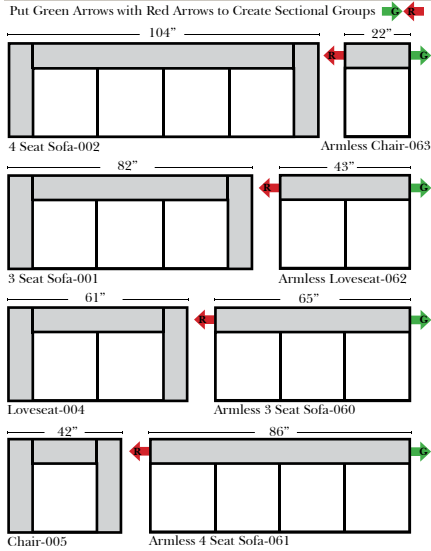 Put Green Arrows with Red Arrows to Create Sectional Groups G R
104” 22”
R G
4 Seat Sofa-002 Armless Chair-063
82” 43”
R G
3 Seat Sofa-001 Armless Loveseat-062
61” 65”
R G
Loveseat-004 Armless 3 Seat Sofa-060
42” 86”
R G
Chair-005 Armless 4 Seat Sofa-061